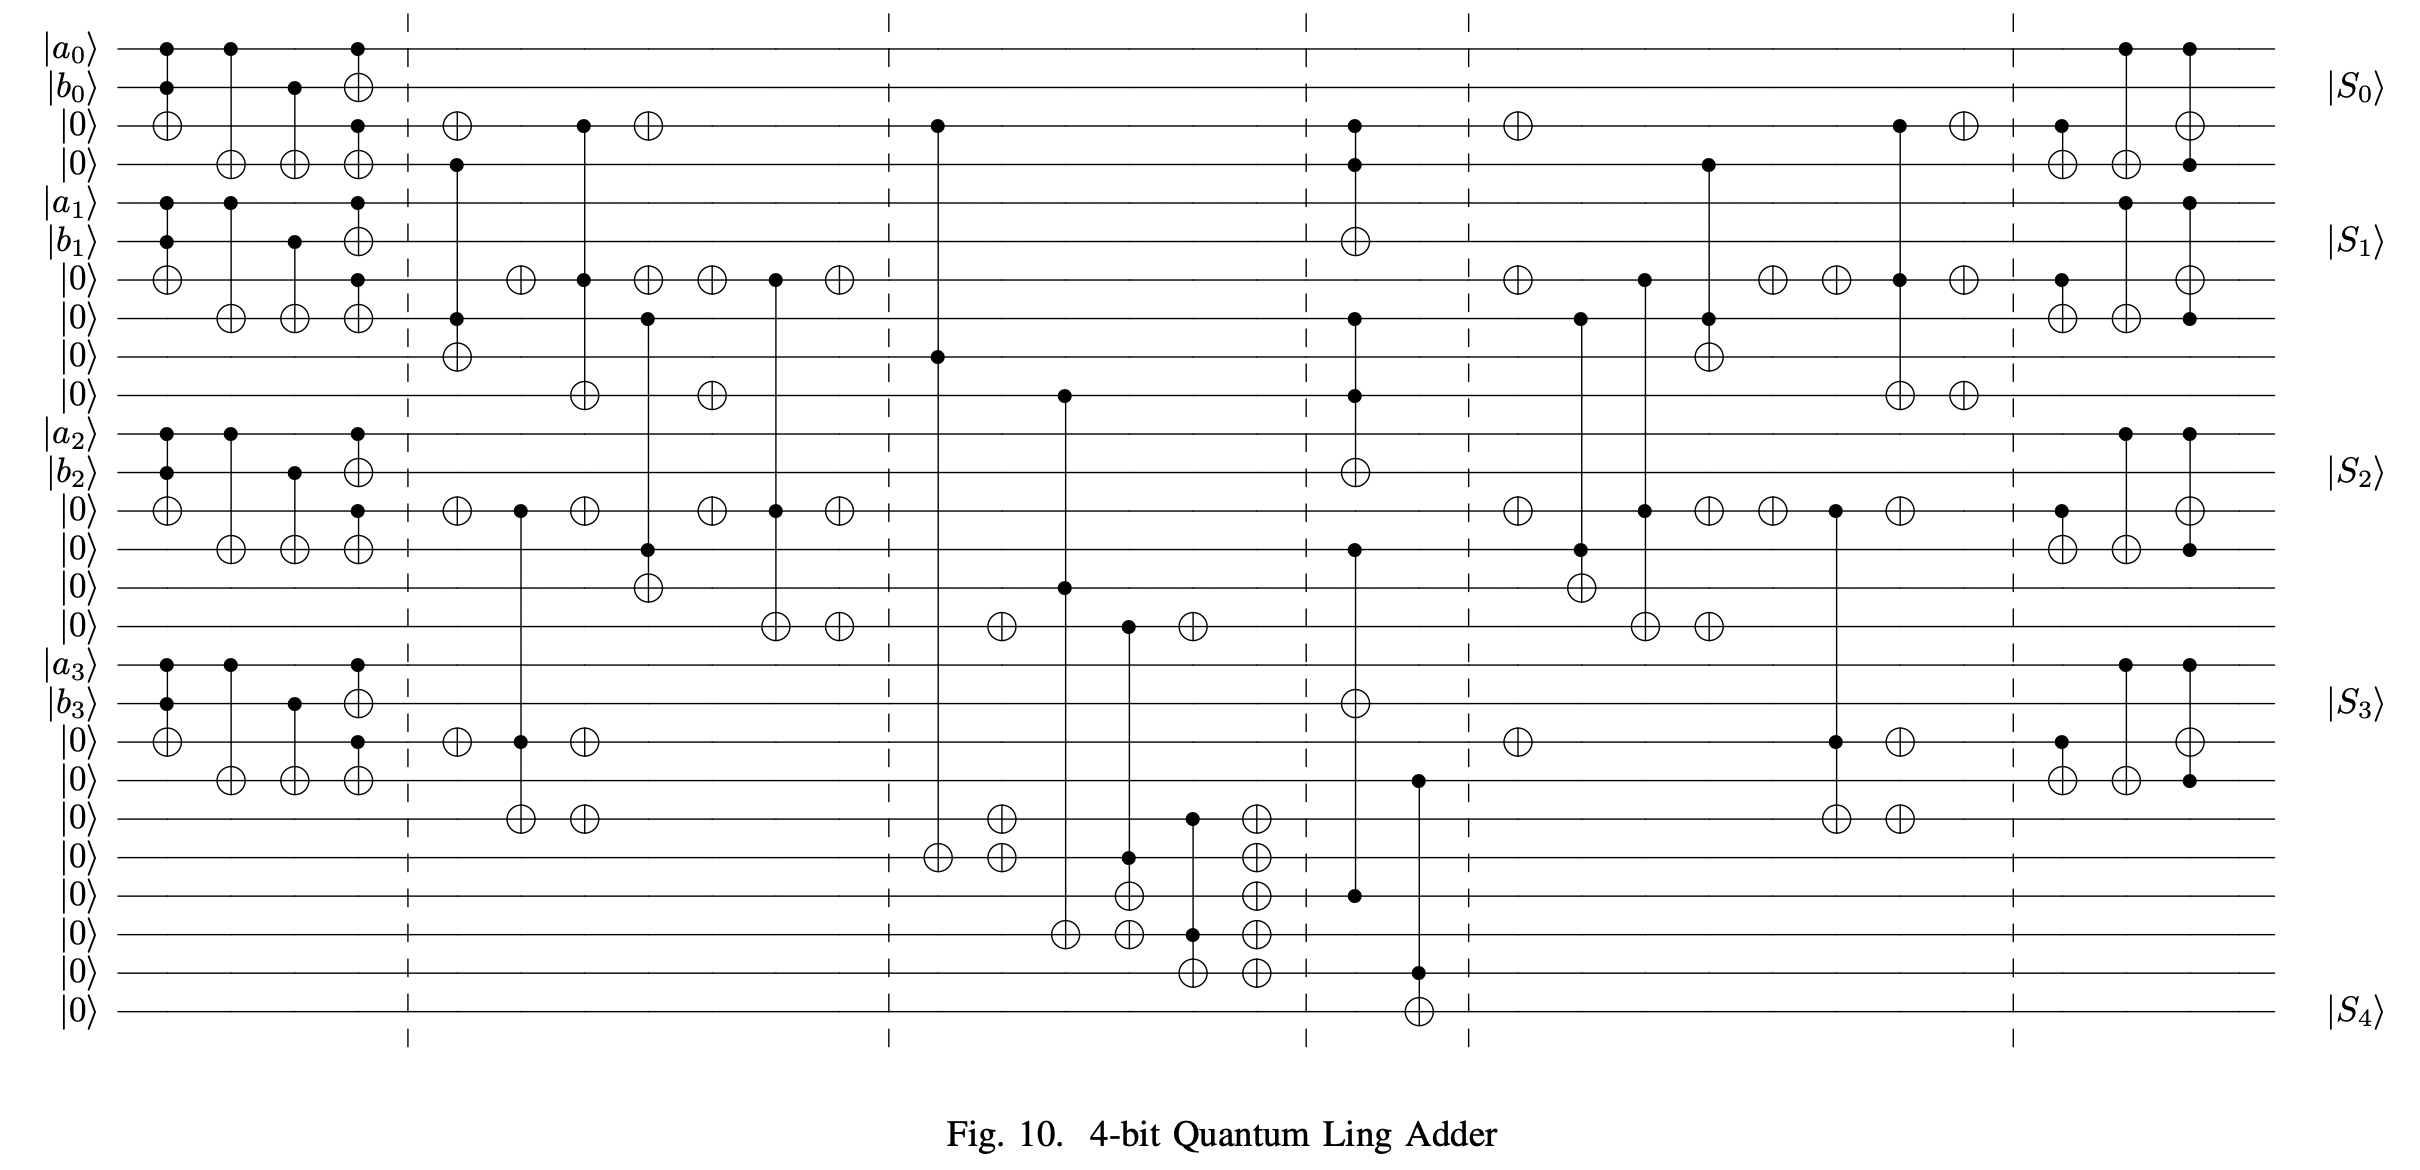 |a₀⟩
|b₀⟩ |S₀⟩
|0⟩
|0⟩
|a₁⟩
|b₁⟩ |S₁⟩
|0⟩
|0⟩
|0⟩
|0⟩
|a₂⟩
|b₂⟩ |S₂⟩
|0⟩
|0⟩
|0⟩
|0⟩
|a₃⟩
|b₃⟩ |S₃⟩
|0⟩
|0⟩
|0⟩
|0⟩
|0⟩
|0⟩
|0⟩
|0⟩ |S₄⟩
Fig. 10. 4-bit Quantum Ling Adder